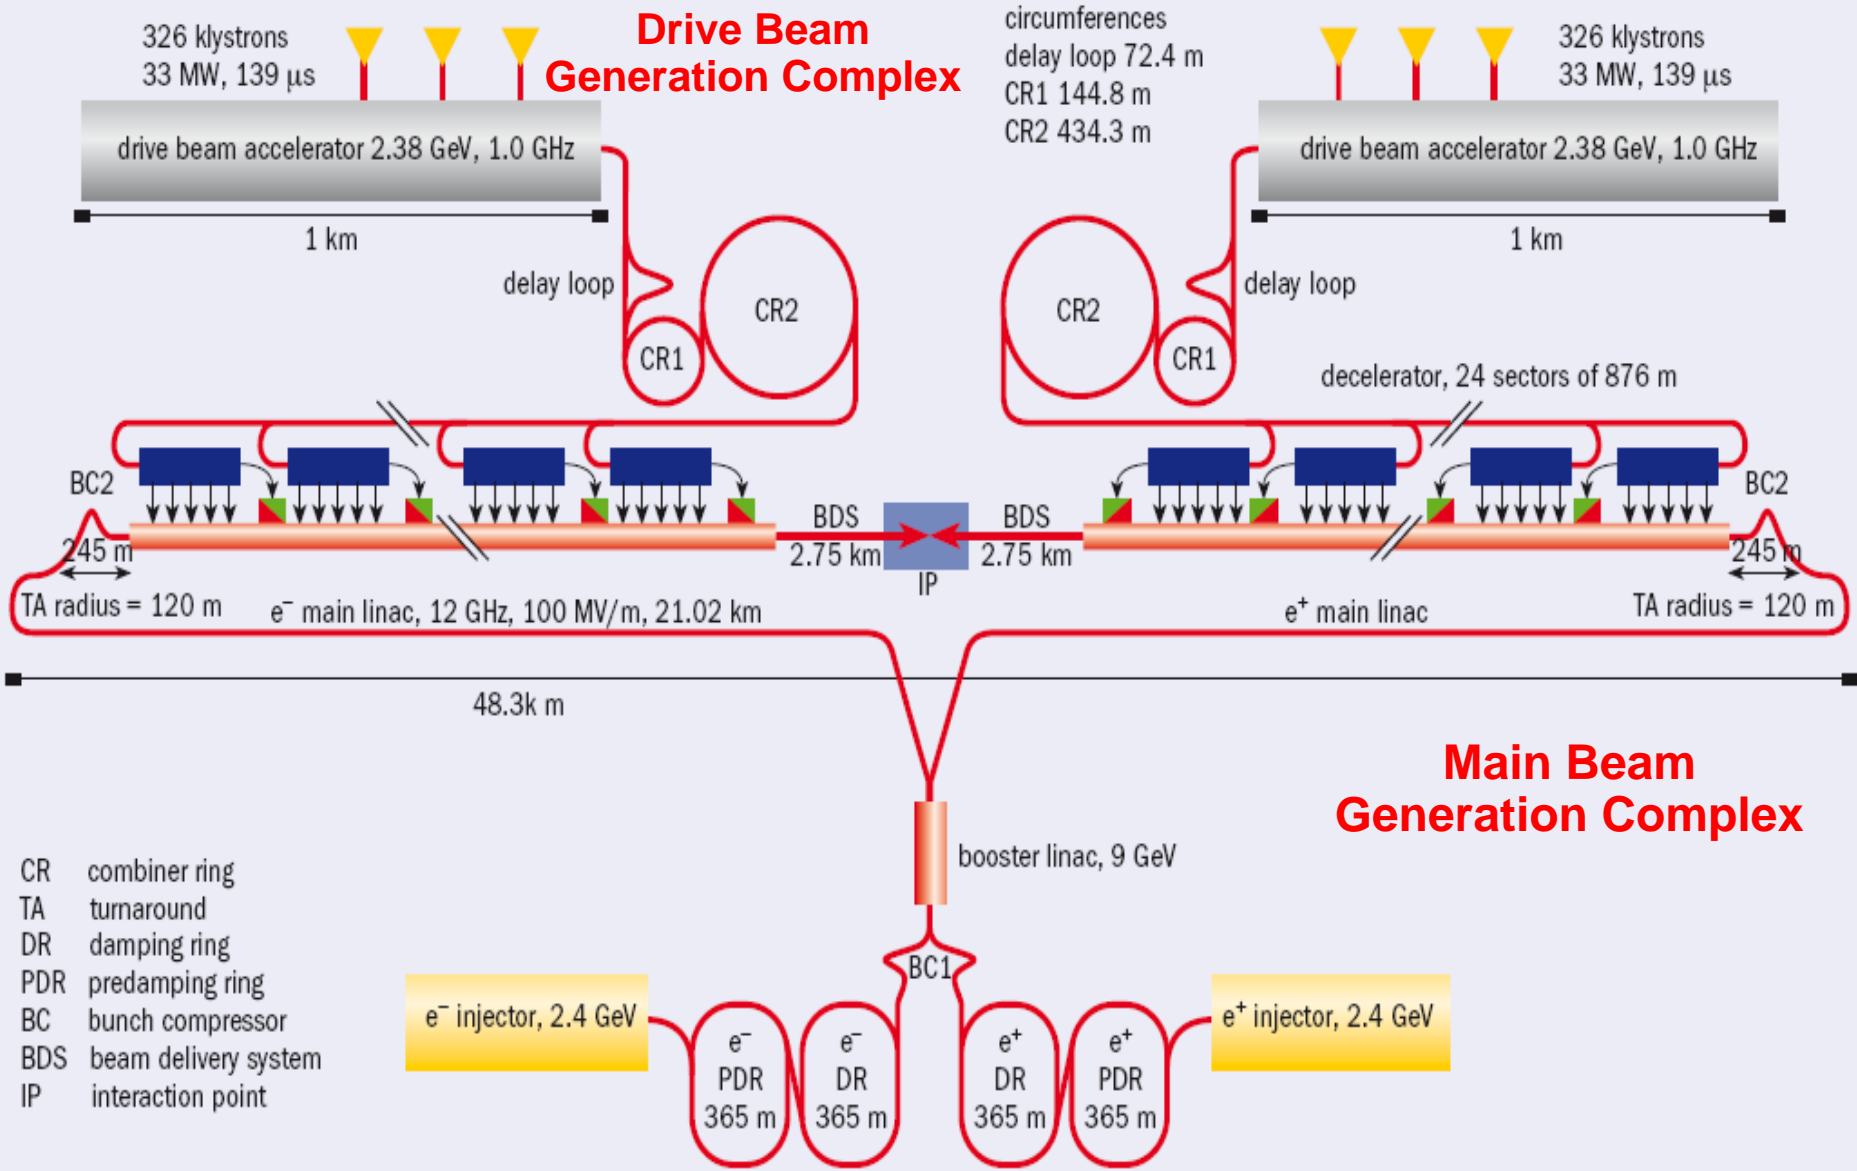 326 klystrons
33 MW, 139 μs
Drive Beam
Generation Complex
circumferences
delay loop 72.4 m
CR1 144.8 m
CR2 434.3 m
326 klystrons
33 MW, 139 μs
drive beam accelerator 2.38 GeV, 1.0 GHz
drive beam accelerator 2.38 GeV, 1.0 GHz
1 km
1 km
delay loop
delay loop
CR2
CR2
CR1
CR1
decelerator, 24 sectors of 876 m
BC2
BC2
BDS
BDS
2.75 km
2.75 km
245 m
245 m
IP
TA radius = 120 m
e⁻ main linac, 12 GHz, 100 MV/m, 21.02 km
e⁺ main linac
TA radius = 120 m
48.3k m
Main Beam
Generation Complex
booster linac, 9 GeV
CR combiner ring
TA turnaround
DR damping ring
PDR predamping ring
BC bunch compressor
BDS beam delivery system
IP interaction point
BC1
e⁻ injector, 2.4 GeV
e⁻
PDR
365 m
e⁻
DR
365 m
e⁺
DR
365 m
e⁺
PDR
365 m
e⁺ injector, 2.4 GeV